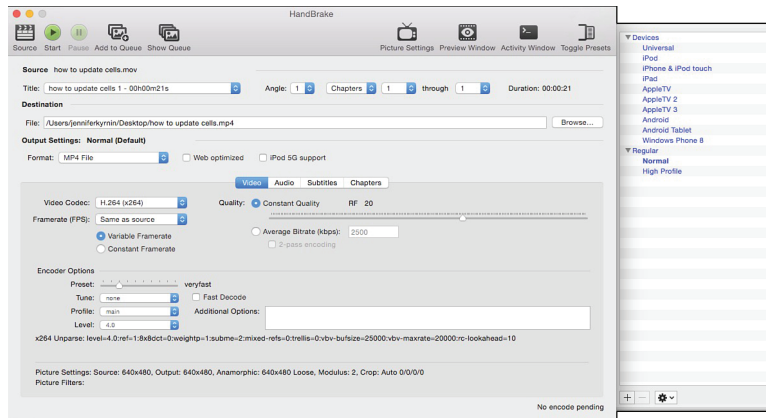 HandBrake
Source Start Pause Add to Queue Show Queue Picture Settings Preview Window Activity Window Toggle Presets
Source how to update cells.mov
Title: how to update cells 1 - 00h00m21s Angle: 1 Chapters 1 through 1 Duration: 00:00:21
Destination
File: /Users/jenniferkyrnin/Desktop/how to update cells.mp4 Browse...
Output Settings: Normal (Default)
Format: MP4 File Web optimized iPod 5G support
Video Audio Subtitles Chapters
Video Codec: H.264 (x264) Quality: Constant Quality RF 20
Framerate (FPS): Same as source
Variable Framerate Average Bitrate (kbps): 2500
Constant Framerate 2-pass encoding
Encoder Options
Preset: veryfast
Tune: none Fast Decode
Profile: main Additional Options:
Level: 4.0
x264 Unparse: level=4.0:ref=1:8x8dct=0:weightp=1:subme=2:mixed-refs=0:trellis=0:vbv-bufsize=25000:vbv-maxrate=20000:rc-lookahead=10
Picture Settings: Source: 640x480, Output: 640x480, Anamorphic: 640x480 Loose, Modulus: 2, Crop: Auto 0/0/0/0
Picture Filters:
No encode pending
Devices
Universal
iPod
iPhone & iPod touch
iPad
AppleTV
AppleTV 2
AppleTV 3
Android
Android Tablet
Windows Phone 8
Regular
Normal
High Profile